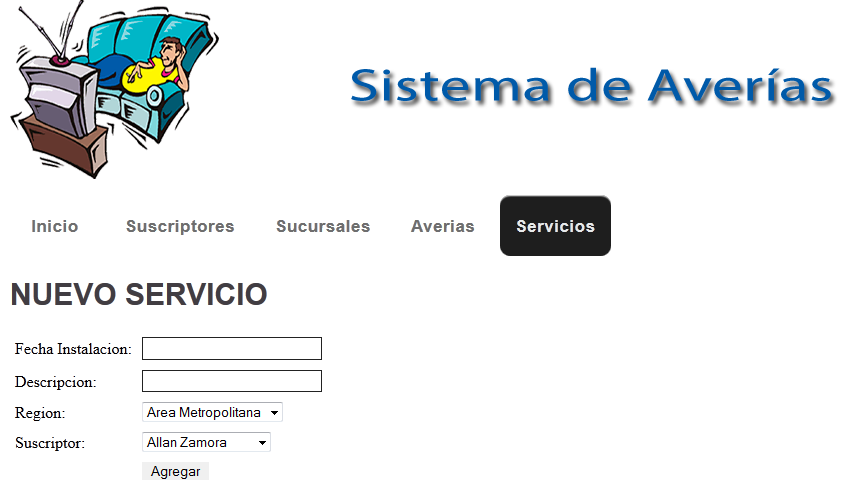 Sistema de Averías
Inicio Suscriptores Sucursales Averias Servicios
NUEVO SERVICIO
Fecha Instalacion:
Descripcion:
Region: Area Metropolitana
Suscriptor: Allan Zamora
Agregar